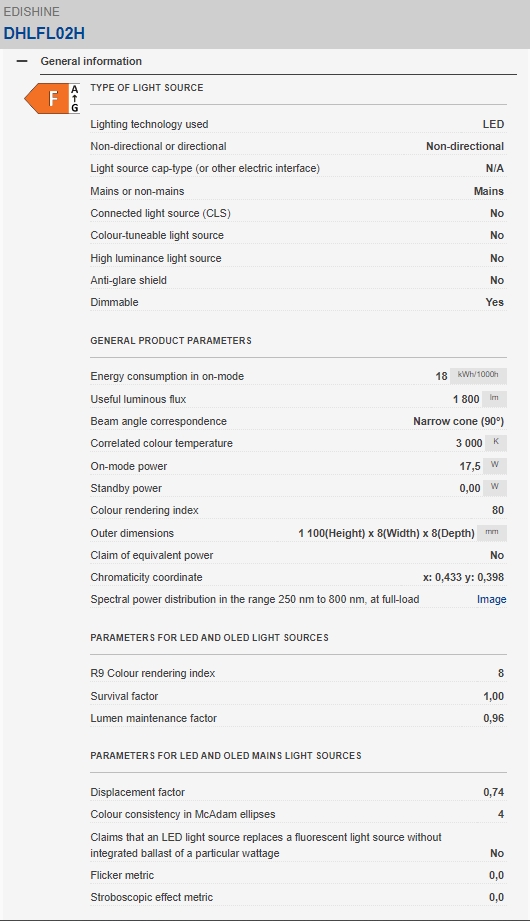 EDISHINE
DHLFL02H
General information
F A ↑ G
TYPE OF LIGHT SOURCE
Lighting technology used LED
Non-directional or directional Non-directional
Light source cap-type (or other electric interface) N/A
Mains or non-mains Mains
Connected light source (CLS) No
Colour-tuneable light source No
High luminance light source No
Anti-glare shield No
Dimmable Yes
GENERAL PRODUCT PARAMETERS
Energy consumption in on-mode 18 kWh/1000h
Useful luminous flux 1 800 lm
Beam angle correspondence Narrow cone (90°)
Correlated colour temperature 3 000 K
On-mode power 17,5 W
Standby power 0,00 W
Colour rendering index 80
Outer dimensions 1 100(Height) x 8(Width) x 8(Depth) mm
Claim of equivalent power No
Chromaticity coordinate x: 0,433 y: 0,398
Spectral power distribution in the range 250 nm to 800 nm, at full-load Image
PARAMETERS FOR LED AND OLED LIGHT SOURCES
R9 Colour rendering index 8
Survival factor 1,00
Lumen maintenance factor 0,96
PARAMETERS FOR LED AND OLED MAINS LIGHT SOURCES
Displacement factor 0,74
Colour consistency in McAdam ellipses 4
Claims that an LED light source replaces a fluorescent light source without
integrated ballast of a particular wattage No
Flicker metric 0,0
Stroboscopic effect metric 0,0